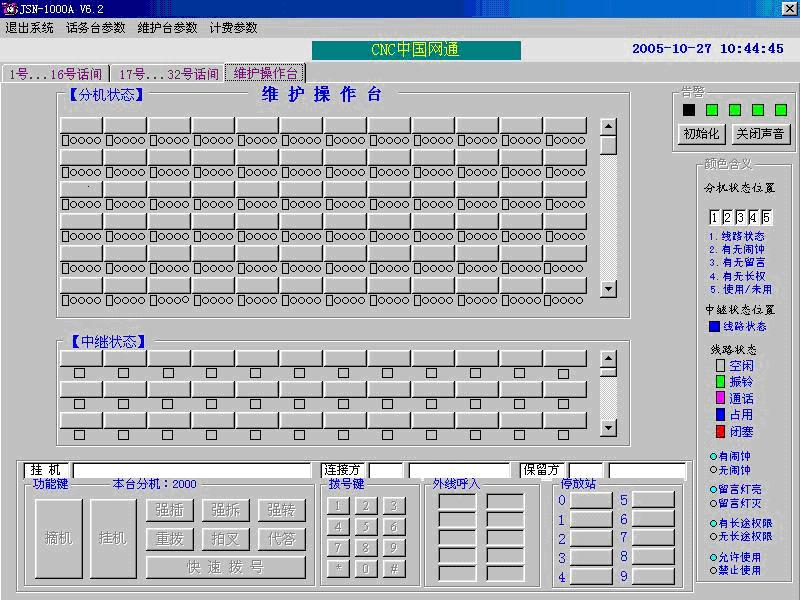 JSN-1000A V6.2
退出系统 话务台参数 维护台参数 计费参数
CNC中国网通
2005-10-27 10:44:45
1号...16号话间 17号...32号话间 维护操作台
【分机状态】 维护操作台
告警
初始化 关闭声音
颜色含义
分机状态位置
1 2 3 4 5
1. 线路状态
2. 有无闹钟
3. 有无留言
4. 有无长权
5. 使用/未用
中继状态位置
线路状态
线路状态
空闲
振铃
通话
占用
闭塞
有闹钟
无闹钟
留言灯亮
留言灯灭
有长途权限
无长途权限
允许使用
禁止使用
【中继状态】
挂 机 连接方 保留方
功能键 本台分机：2000
摘机 挂机
强插 强拆 强转
重拨 拍叉 代答
快 速 拨 号
拨号键
1 2 3
4 5 6
7 8 9
* 0 #
外线呼入
停放站
0 5
1 6
2 7
3 8
4 9